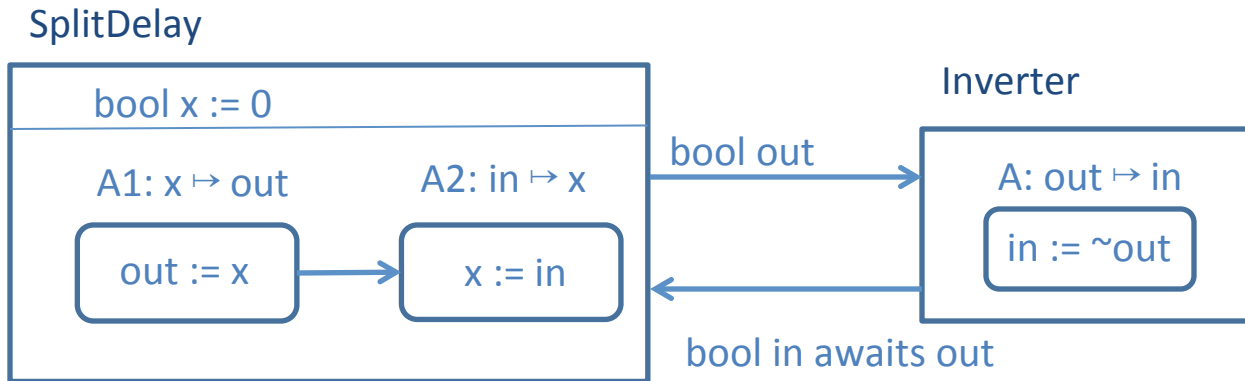 SplitDelay
bool x := 0
A1: x ↦ out
A2: in ↦ x
out := x
x := in
bool out
bool in awaits out
Inverter
A: out ↦ in
in := ~out